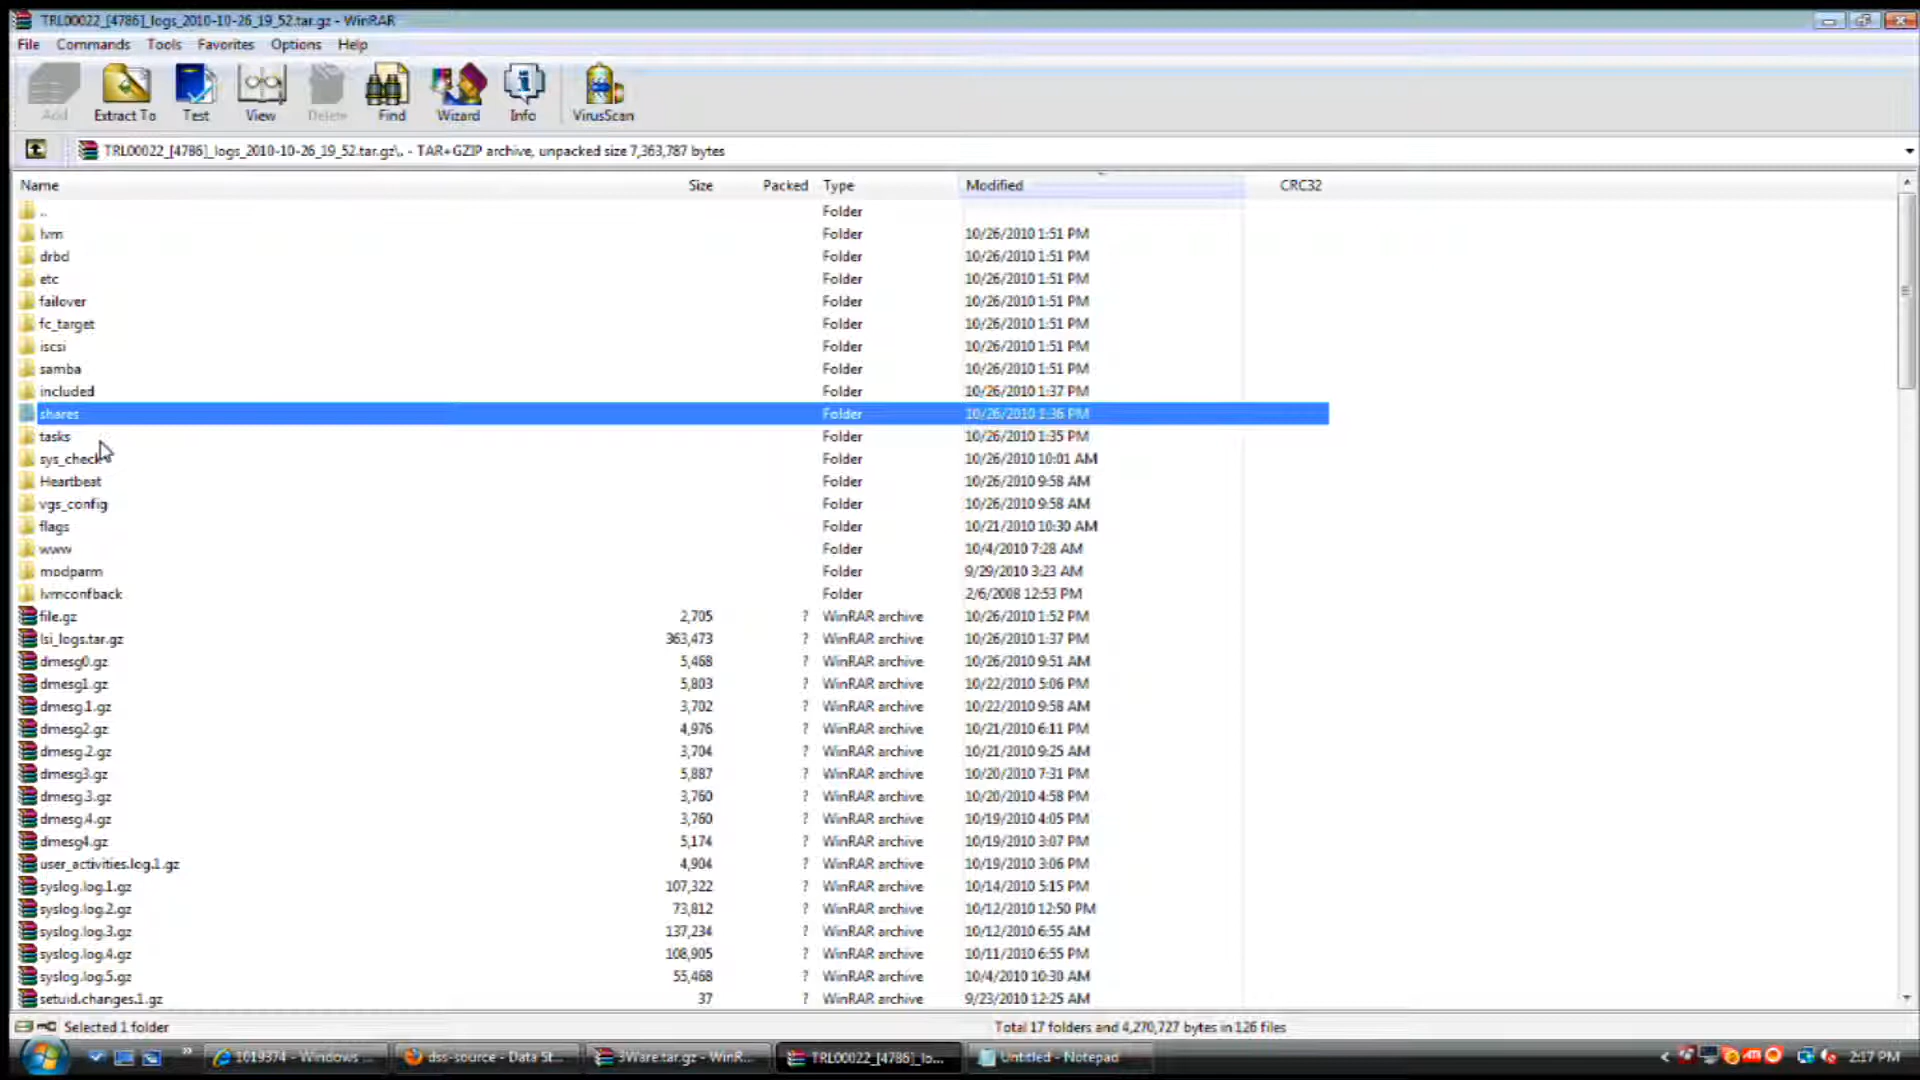 TRL00022_[4786]_logs_2010-10-26_19_52.tar.gz - WinRAR
File Commands Tools Favorites Options Help
Add Extract To Test View Delete Find Wizard Info VirusScan
TRL00022_[4786]_logs_2010-10-26_19_52.tar.gz\.. - TAR+GZIP archive, unpacked size 7,363,787 bytes
Name Size Packed Type Modified CRC32
.. Folder
lvm Folder 10/26/2010 1:51 PM
drbd Folder 10/26/2010 1:51 PM
etc Folder 10/26/2010 1:51 PM
failover Folder 10/26/2010 1:51 PM
fc_target Folder 10/26/2010 1:51 PM
iscsi Folder 10/26/2010 1:51 PM
samba Folder 10/26/2010 1:51 PM
included Folder 10/26/2010 1:37 PM
shares Folder 10/26/2010 1:36 PM
tasks Folder 10/26/2010 1:35 PM
sys_check Folder 10/26/2010 10:01 AM
Heartbeat Folder 10/26/2010 9:58 AM
vgs_config Folder 10/26/2010 9:58 AM
flags Folder 10/21/2010 10:30 AM
www Folder 10/4/2010 7:28 AM
modparm Folder 9/29/2010 3:23 AM
lvmconfback Folder 2/6/2008 12:53 PM
file.gz 2,705 ? WinRAR archive 10/26/2010 1:52 PM
lsi_logs.tar.gz 363,473 ? WinRAR archive 10/26/2010 1:37 PM
dmesg0.gz 5,468 ? WinRAR archive 10/26/2010 9:51 AM
dmesg1.gz 5,803 ? WinRAR archive 10/22/2010 5:06 PM
dmesg.1.gz 3,702 ? WinRAR archive 10/22/2010 9:58 AM
dmesg2.gz 4,976 ? WinRAR archive 10/21/2010 6:11 PM
dmesg.2.gz 3,704 ? WinRAR archive 10/21/2010 9:25 AM
dmesg3.gz 5,887 ? WinRAR archive 10/20/2010 7:31 PM
dmesg.3.gz 3,760 ? WinRAR archive 10/20/2010 4:58 PM
dmesg.4.gz 3,760 ? WinRAR archive 10/19/2010 4:05 PM
dmesg4.gz 5,174 ? WinRAR archive 10/19/2010 3:07 PM
user_activities.log.1.gz 4,904 ? WinRAR archive 10/19/2010 3:06 PM
syslog.log.1.gz 107,322 ? WinRAR archive 10/14/2010 5:15 PM
syslog.log.2.gz 73,812 ? WinRAR archive 10/12/2010 12:50 PM
syslog.log.3.gz 137,234 ? WinRAR archive 10/12/2010 6:55 AM
syslog.log.4.gz 108,905 ? WinRAR archive 10/11/2010 6:55 PM
syslog.log.5.gz 55,468 ? WinRAR archive 10/4/2010 10:30 AM
setuid.changes.1.gz 37 ? WinRAR archive 9/23/2010 12:25 AM
Selected 1 folder Total 17 folders and 4,270,727 bytes in 126 files
1019374 - Windows ... dss-source - Data St... 3Ware.tar.gz - WinR... TRL00022_[4786]_lo... Untitled - Notepad 2:17 PM